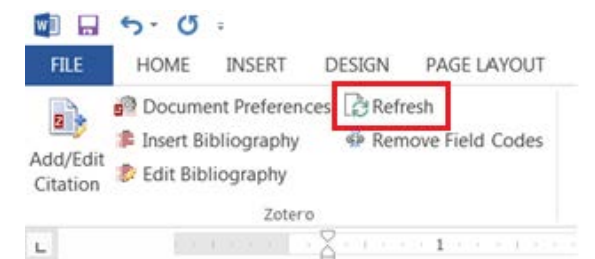 FILE HOME INSERT DESIGN PAGE LAYOUT
Document Preferences Refresh
Insert Bibliography Remove Field Codes
Add/Edit
Citation
Edit Bibliography
Zotero
L 1